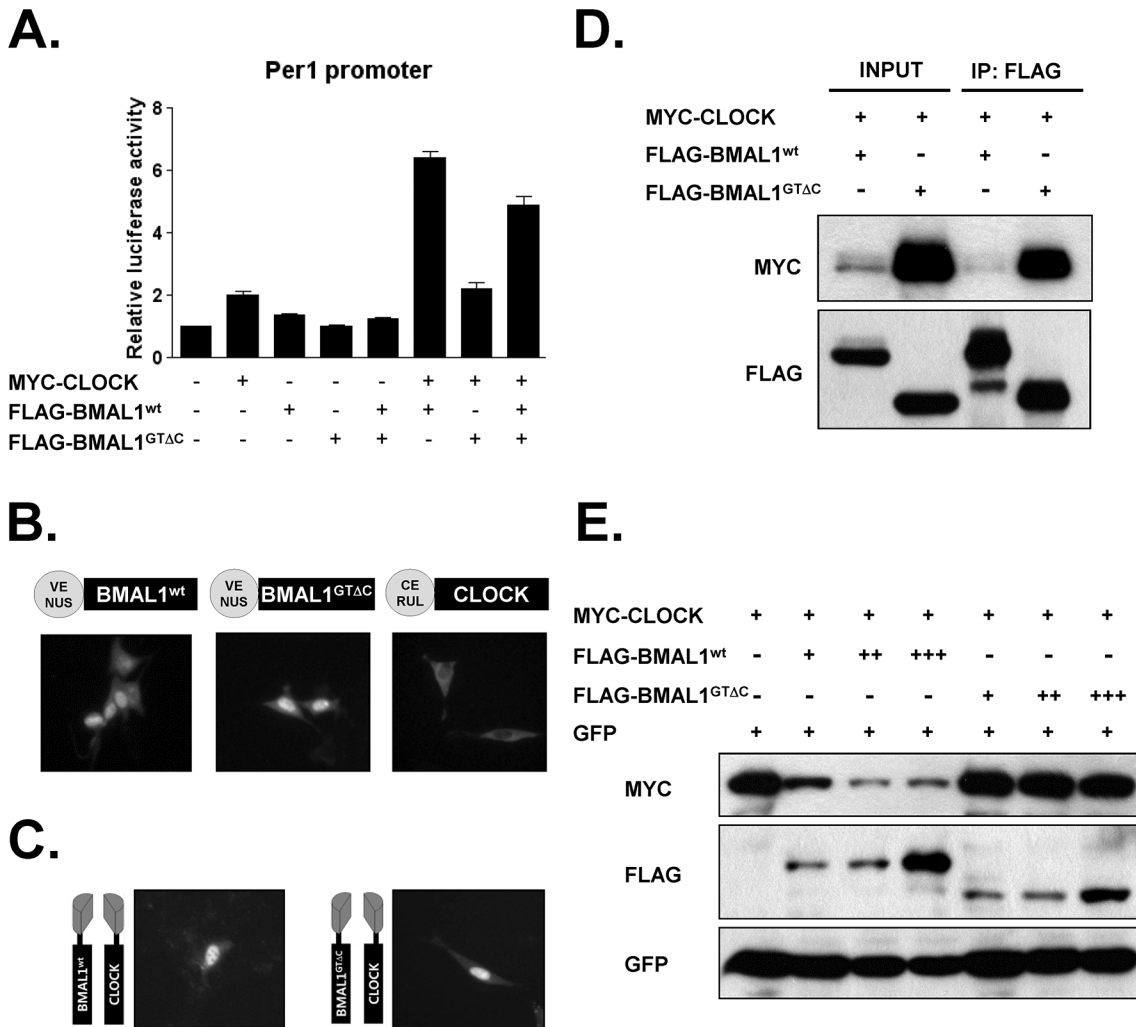 A.
Per1 promoter
Relative luciferase activity
8
6
4
2
0
MYC-CLOCK - + - - - + + +
FLAG-BMAL1wt - - + - + + - +
FLAG-BMAL1GTΔC - - - + + - + +
B.
VE NUS BMAL1wt
VE NUS BMAL1GTΔC
CE RUL CLOCK
C.
BMAL1wt
CLOCK
BMAL1GTΔC
CLOCK
D.
INPUT IP: FLAG
MYC-CLOCK + + + +
FLAG-BMAL1wt + - + -
FLAG-BMAL1GTΔC - + - +
MYC
FLAG
E.
MYC-CLOCK + + + + + + +
FLAG-BMAL1wt - + ++ +++ - - -
FLAG-BMAL1GTΔC - - - - + ++ +++
GFP + + + + + + +
MYC
FLAG
GFP